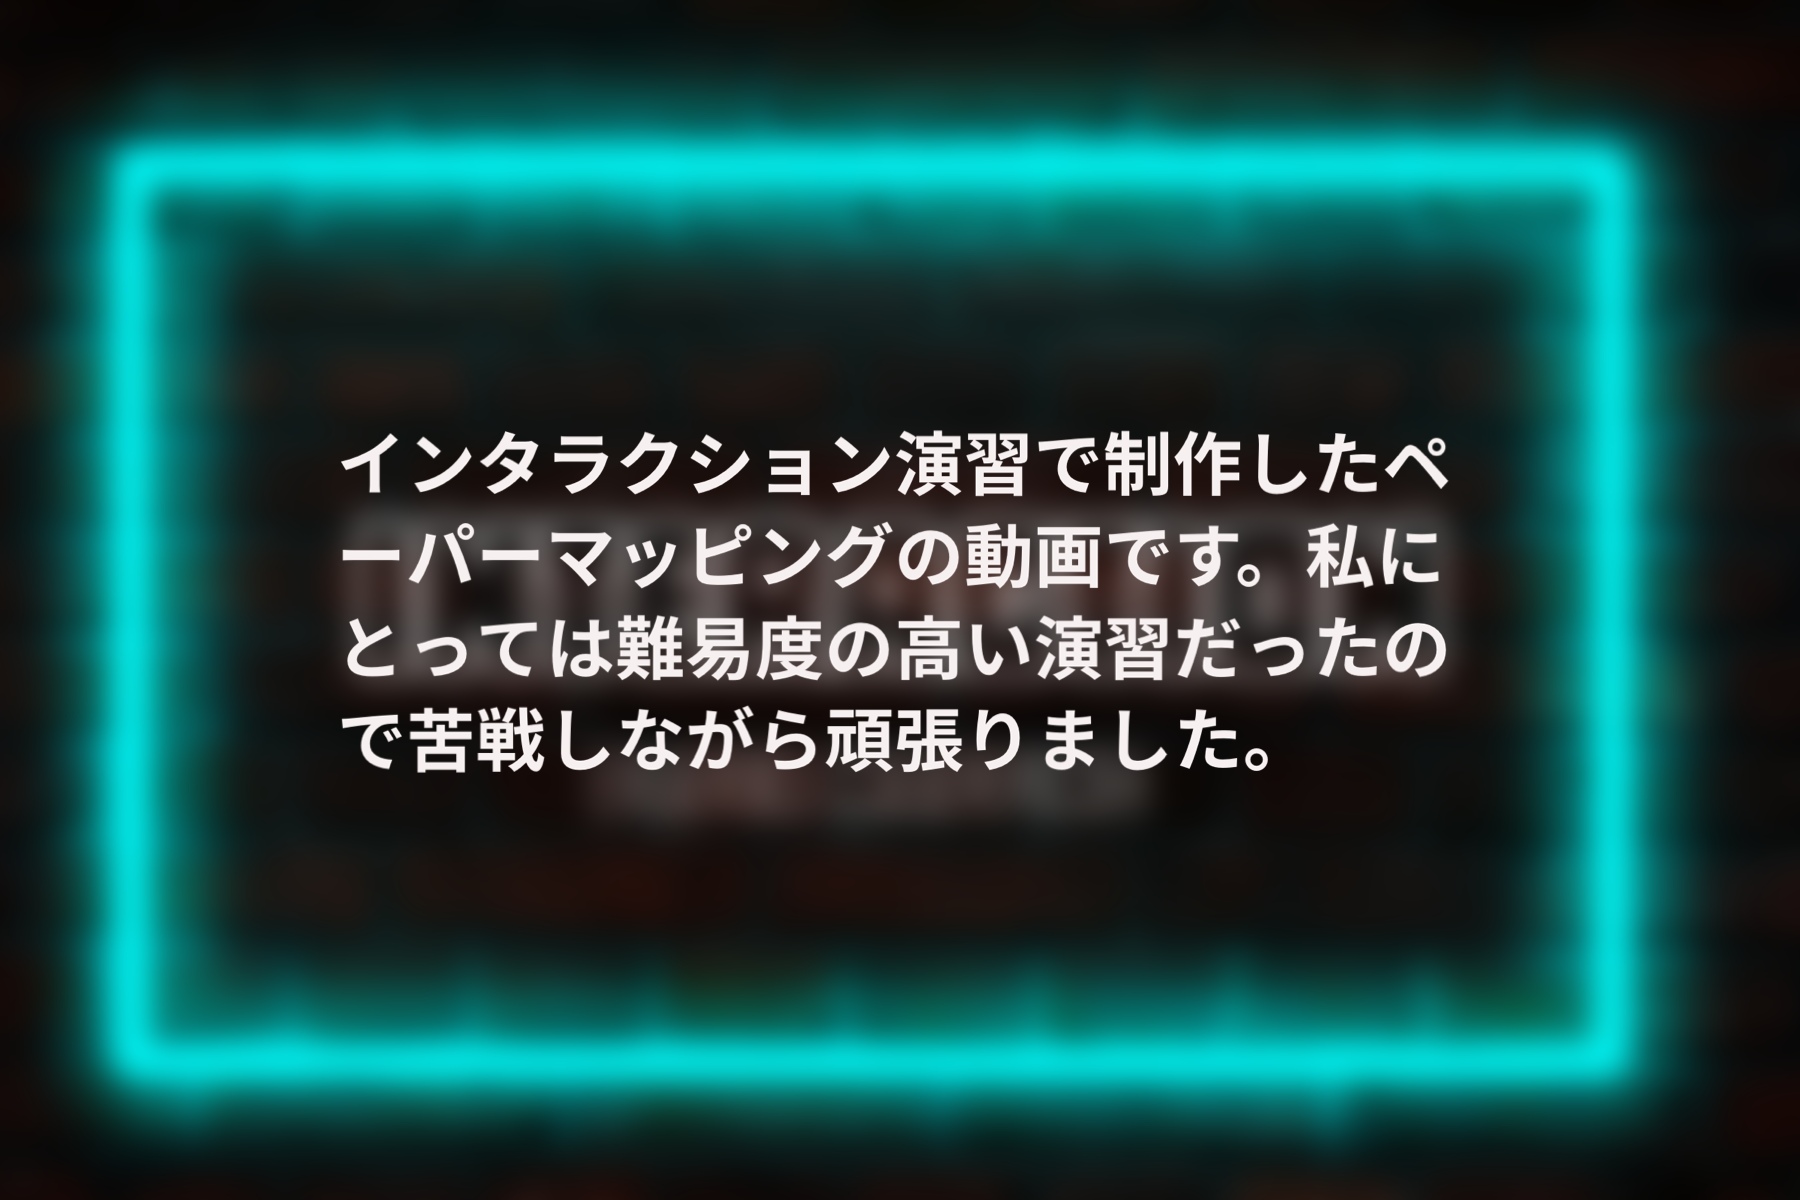 インタラクション演習で制作したペ
ーパーマッピングの動画です。私に
とっては難易度の高い演習だったの
で苦戦しながら頑張りました。